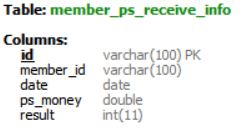 Table: member_ps_receive_info
Columns:
id varchar(100) PK
member_id varchar(100)
date date
ps_money double
result int(11)